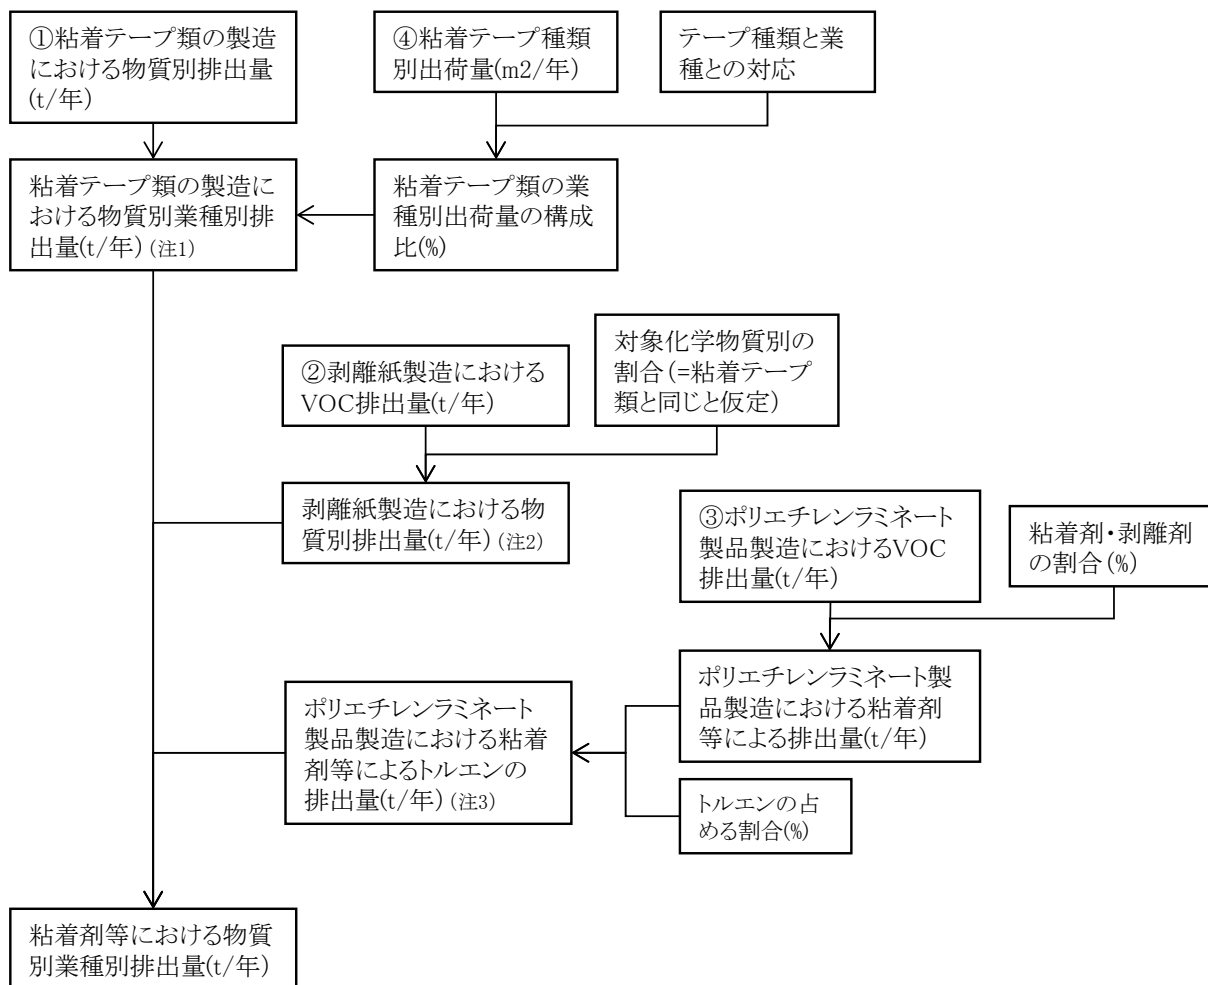 ①粘着テープ類の製造
における物質別排出量
(t/年)
④粘着テープ種類
別出荷量(m2/年)
テープ種類と業
種との対応
粘着テープ類の製造に
おける物質別業種別排
出量(t/年)(注1)
粘着テープ類の業
種別出荷量の構成
比(%)
②剥離紙製造における
VOC排出量(t/年)
対象化学物質別の
割合(=粘着テープ
類と同じと仮定)
剥離紙製造における物
質別排出量(t/年)(注2)
③ポリエチレンラミネート
製品製造におけるVOC
排出量(t/年)
粘着剤・剥離剤
の割合(%)
ポリエチレンラミネート
製品製造における粘着
剤等によるトルエンの
排出量(t/年)(注3)
ポリエチレンラミネート製
品製造における粘着剤
等による排出量(t/年)
トルエンの占
める割合(%)
粘着剤等における物質
別業種別排出量(t/年)